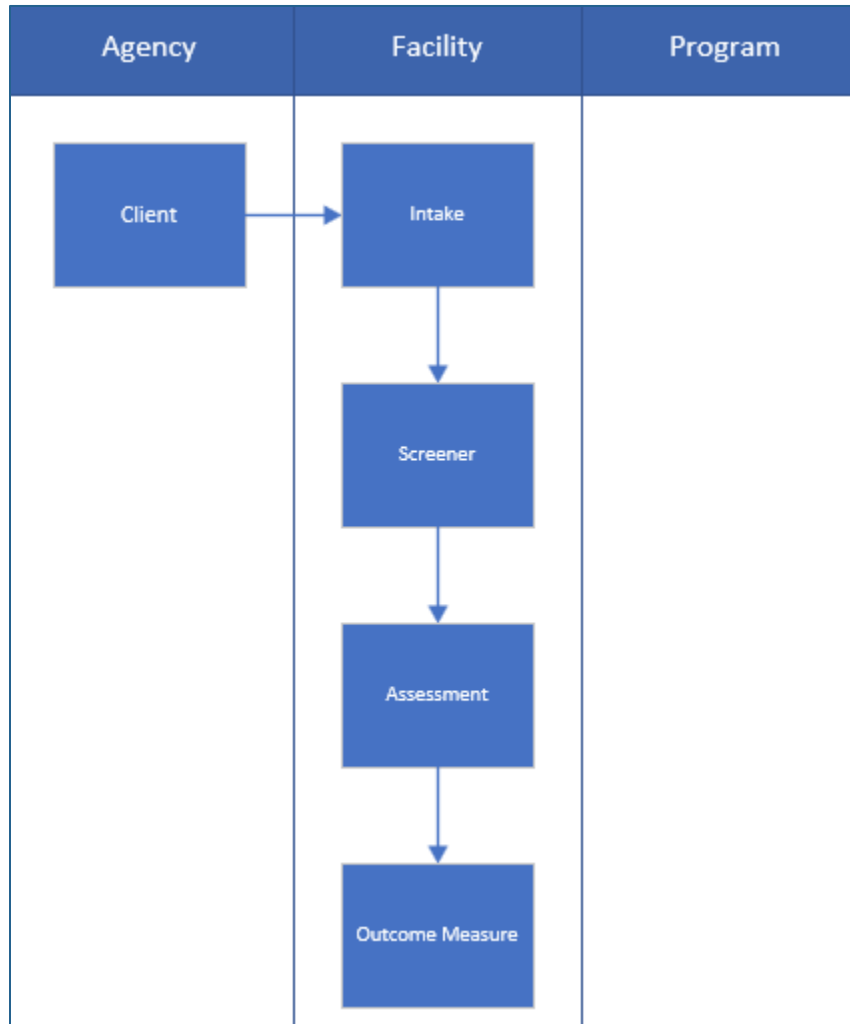 Agency
Facility
Program
Client
Intake
Screener
Assessment
Outcome Measure